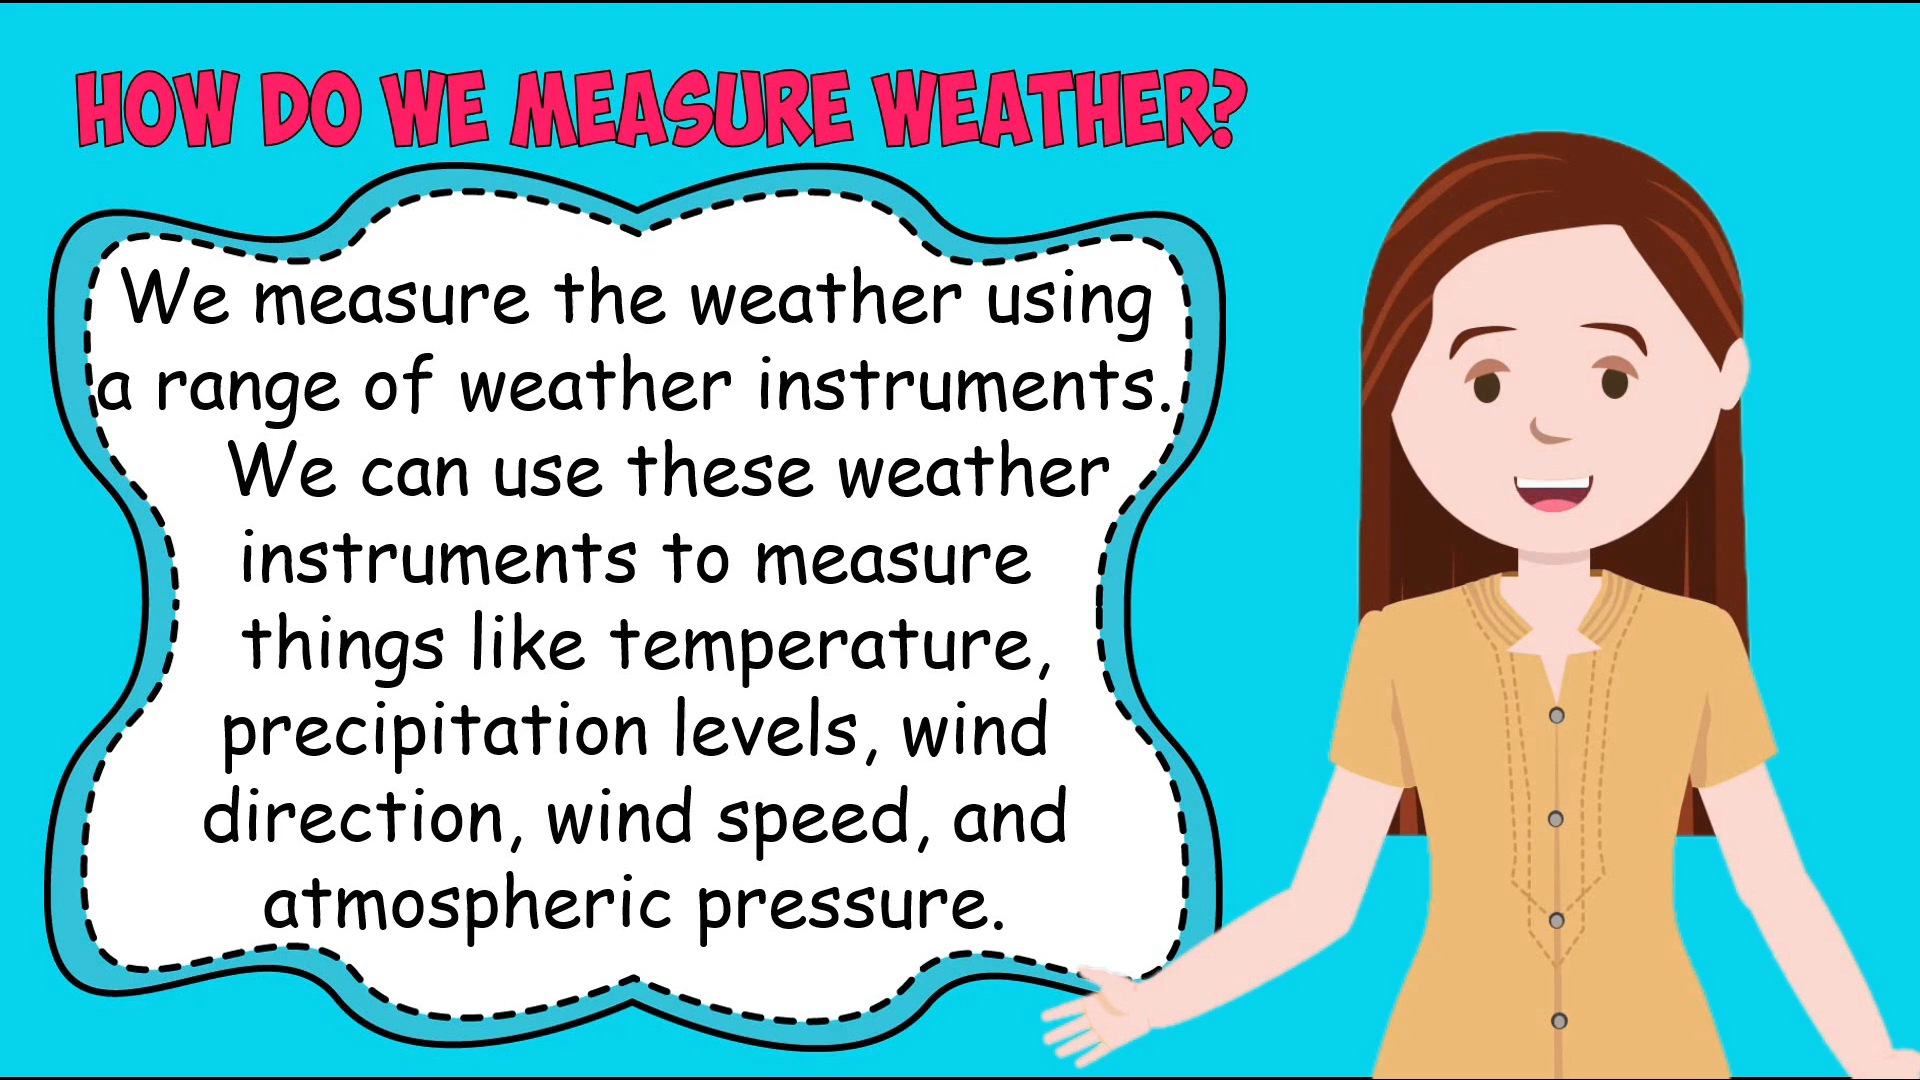 HOW DO WE MEASURE WEATHER?
We measure the weather using
a range of weather instruments.
We can use these weather
instruments to measure
things like temperature,
precipitation levels, wind
direction, wind speed, and
atmospheric pressure.